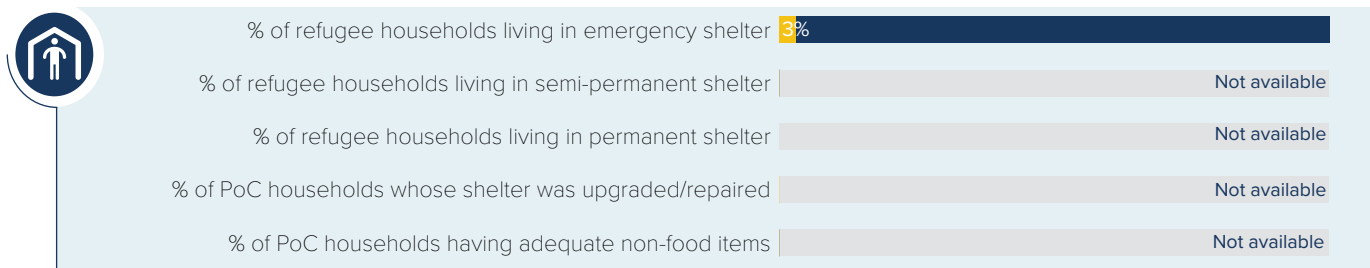 % of refugee households living in emergency shelter 3%
% of refugee households living in semi-permanent shelter Not available
% of refugee households living in permanent shelter Not available
% of PoC households whose shelter was upgraded/repaired Not available
% of PoC households having adequate non-food items Not available